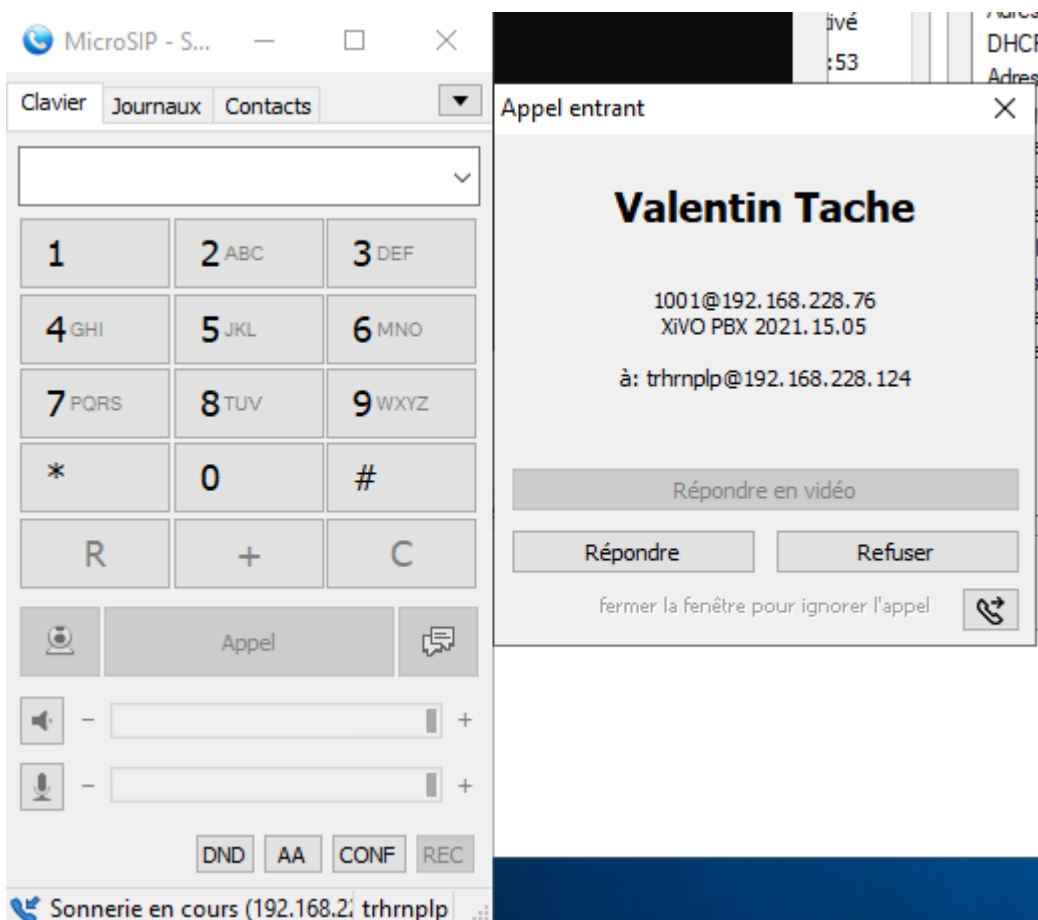 MicroSIP - S...
Clavier Journaux Contacts
1 2 ABC 3 DEF
4 GHI 5 JKL 6 MNO
7 PQRS 8 TUV 9 WXYZ
* 0 #
R + C
Appel
- +
- +
DND AA CONF REC
Sonnerie en cours (192.168.2 trhrnplp
ivé
:53
DHCP
Adres
Appel entrant
Valentin Tache
1001@192.168.228.76
XiVO PBX 2021.15.05
à: trhrnplp@192.168.228.124
Répondre en vidéo
Répondre Refuser
fermer la fenêtre pour ignorer l'appel